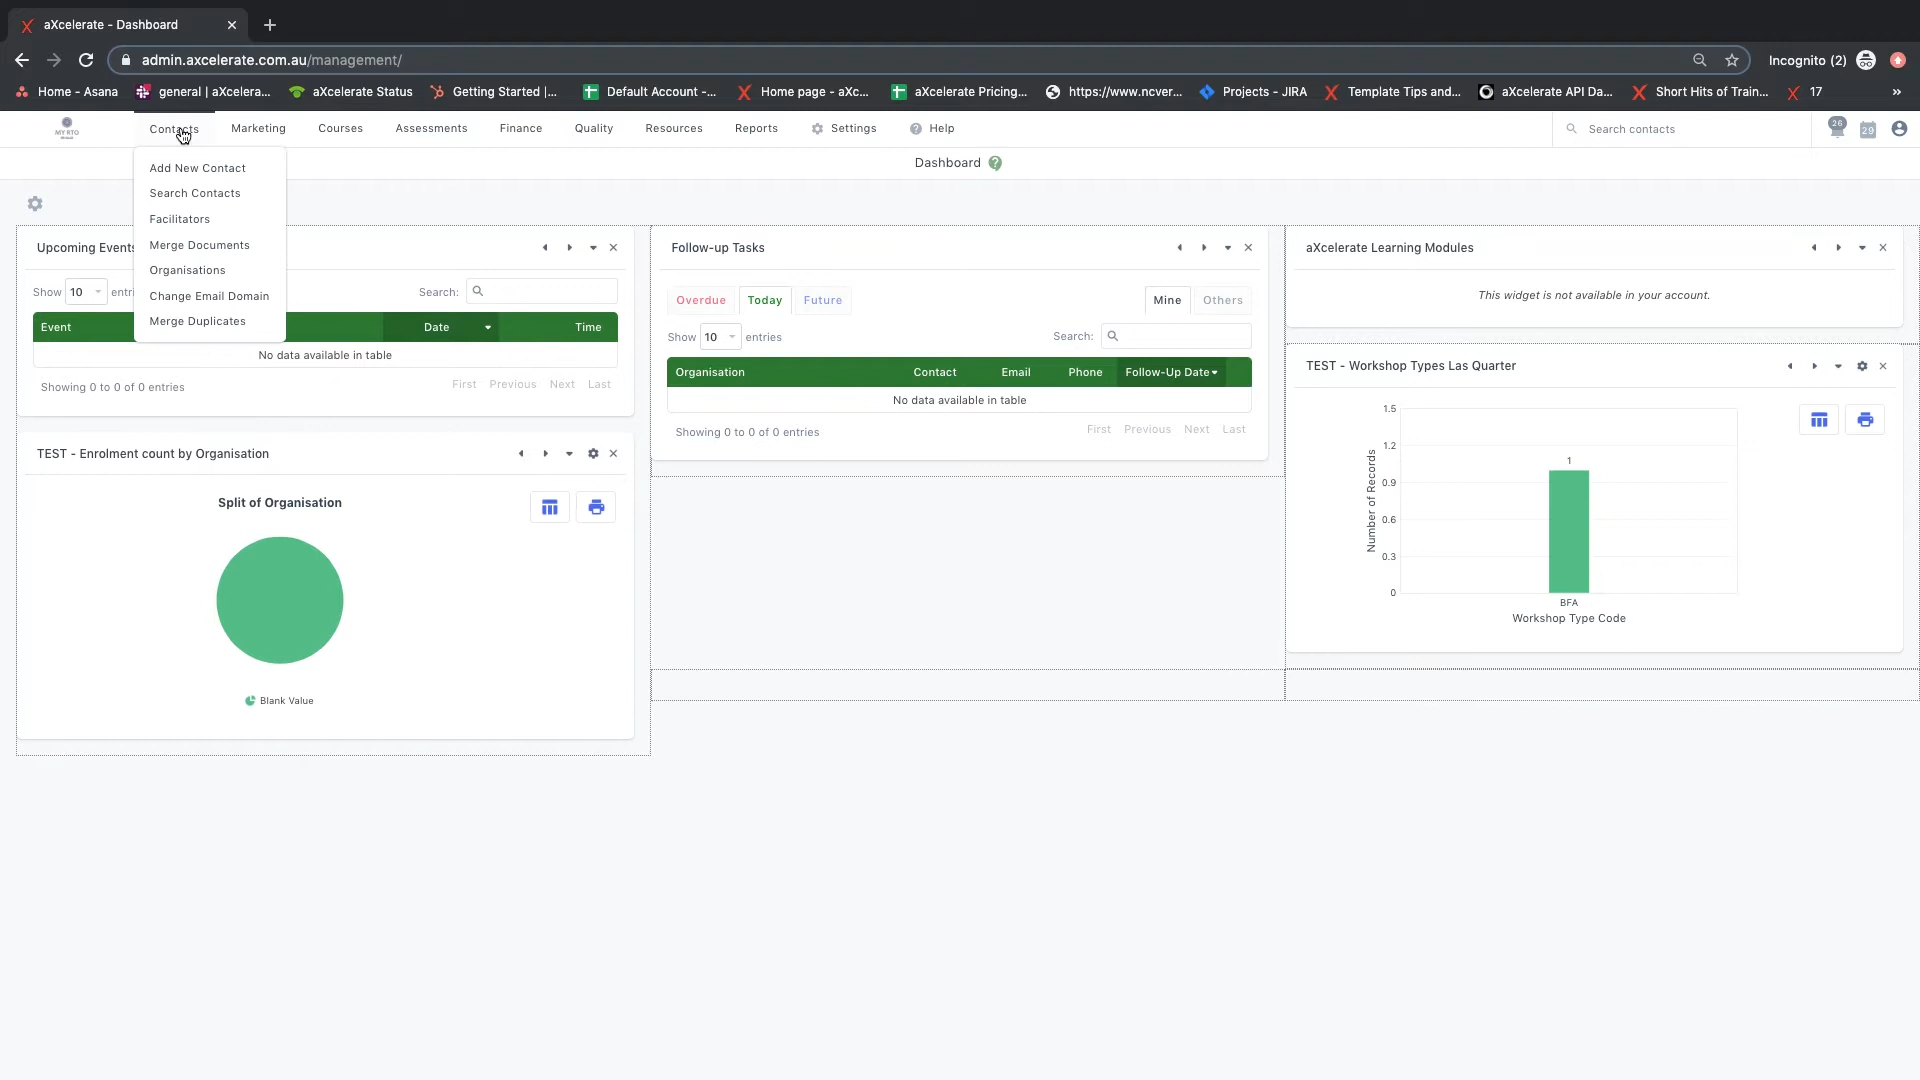 aXcelerate - Dashboard
admin.axcelerate.com.au/management/
Incognito (2)
Home - Asana
general | aXcelera...
aXcelerate Status
Getting Started |...
Default Account -...
Home page - aXc...
aXcelerate Pricing...
https://www.ncver...
Projects - JIRA
Template Tips and...
aXcelerate API Da...
Short Hits of Train...
17
»
MY RTO
Contacts
Marketing
Courses
Assessments
Finance
Quality
Resources
Reports
Settings
Help
Search contacts
26
29
Dashboard
Add New Contact
Search Contacts
Facilitators
Merge Documents
Organisations
Change Email Domain
Merge Duplicates
Upcoming Events
Show 10 entri
Search:
Event Date Time
No data available in table
Showing 0 to 0 of 0 entries
First Previous Next Last
TEST - Enrolment count by Organisation
Split of Organisation
Blank Value
Follow-up Tasks
Overdue Today Future
Mine Others
Show 10 entries
Search:
Organisation Contact Email Phone Follow-Up Date
No data available in table
Showing 0 to 0 of 0 entries
First Previous Next Last
aXcelerate Learning Modules
This widget is not available in your account.
TEST - Workshop Types Las Quarter
1.5
1.2
0.9
0.6
0.3
0
Number of Records
1
BFA
Workshop Type Code